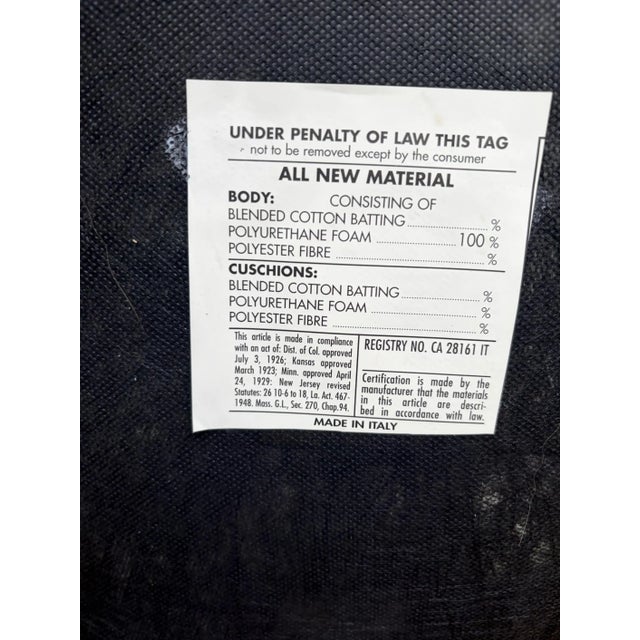 UNDER PENALTY OF LAW THIS TAG
not to be removed except by the consumer
ALL NEW MATERIAL
BODY: CONSISTING OF
BLENDED COTTON BATTING........................%
POLYURETHANE FOAM........................100 %
POLYESTER FIBRE........................%
CUSCHIONS:
BLENDED COTTON BATTING........................%
POLYURETHANE FOAM........................%
POLYESTER FIBRE........................%
This article is made in compliance
with an act of: Dist. of Col. approved
July 3, 1926; Kansas approved
March 1923; Minn. approved April
24, 1929: New Jersey revised
Statutes: 26 10-6 to 18, La. Act. 467-
1948. Mass. G.L., Sec. 270, Chap.94.
REGISTRY NO. CA 28161 IT
Certification is made by the
manufacturer that the materials
in this article are descri-
bed in accordance with law.
MADE IN ITALY